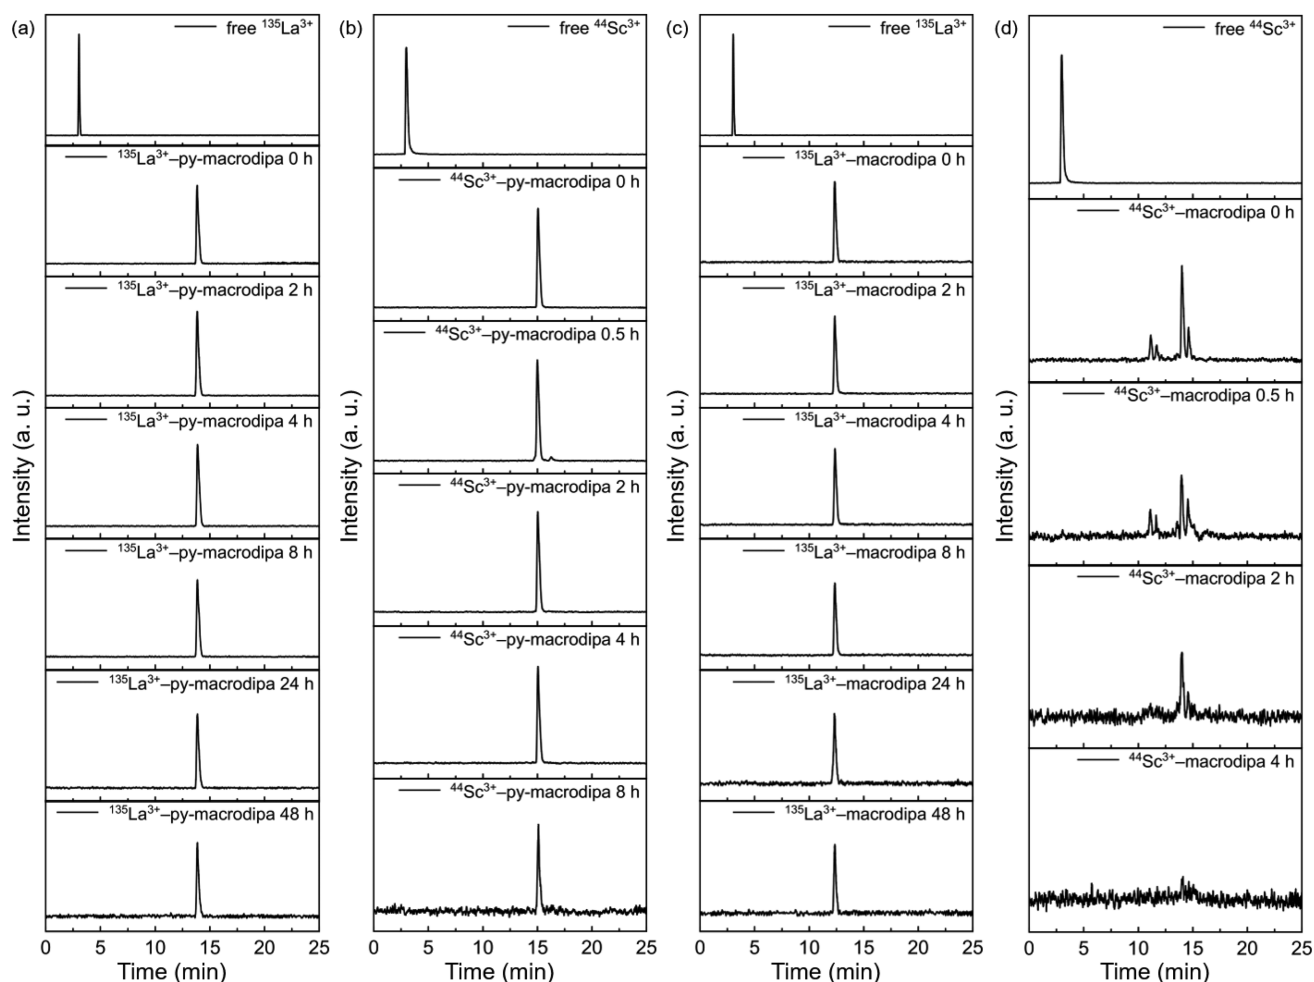 (a)
free ¹³⁵La³⁺
¹³⁵La³⁺–py-macrodipa 0 h
¹³⁵La³⁺–py-macrodipa 2 h
¹³⁵La³⁺–py-macrodipa 4 h
¹³⁵La³⁺–py-macrodipa 8 h
¹³⁵La³⁺–py-macrodipa 24 h
¹³⁵La³⁺–py-macrodipa 48 h
Intensity (a. u.)
0 5 10 15 20 25
Time (min)
(b)
free ⁴⁴Sc³⁺
⁴⁴Sc³⁺–py-macrodipa 0 h
⁴⁴Sc³⁺–py-macrodipa 0.5 h
⁴⁴Sc³⁺–py-macrodipa 2 h
⁴⁴Sc³⁺–py-macrodipa 4 h
⁴⁴Sc³⁺–py-macrodipa 8 h
Intensity (a. u.)
0 5 10 15 20 25
Time (min)
(c)
free ¹³⁵La³⁺
¹³⁵La³⁺–macrodipa 0 h
¹³⁵La³⁺–macrodipa 2 h
¹³⁵La³⁺–macrodipa 4 h
¹³⁵La³⁺–macrodipa 8 h
¹³⁵La³⁺–macrodipa 24 h
¹³⁵La³⁺–macrodipa 48 h
Intensity (a. u.)
0 5 10 15 20 25
Time (min)
(d)
free ⁴⁴Sc³⁺
⁴⁴Sc³⁺–macrodipa 0 h
⁴⁴Sc³⁺–macrodipa 0.5 h
⁴⁴Sc³⁺–macrodipa 2 h
⁴⁴Sc³⁺–macrodipa 4 h
Intensity (a. u.)
0 5 10 15 20 25
Time (min)